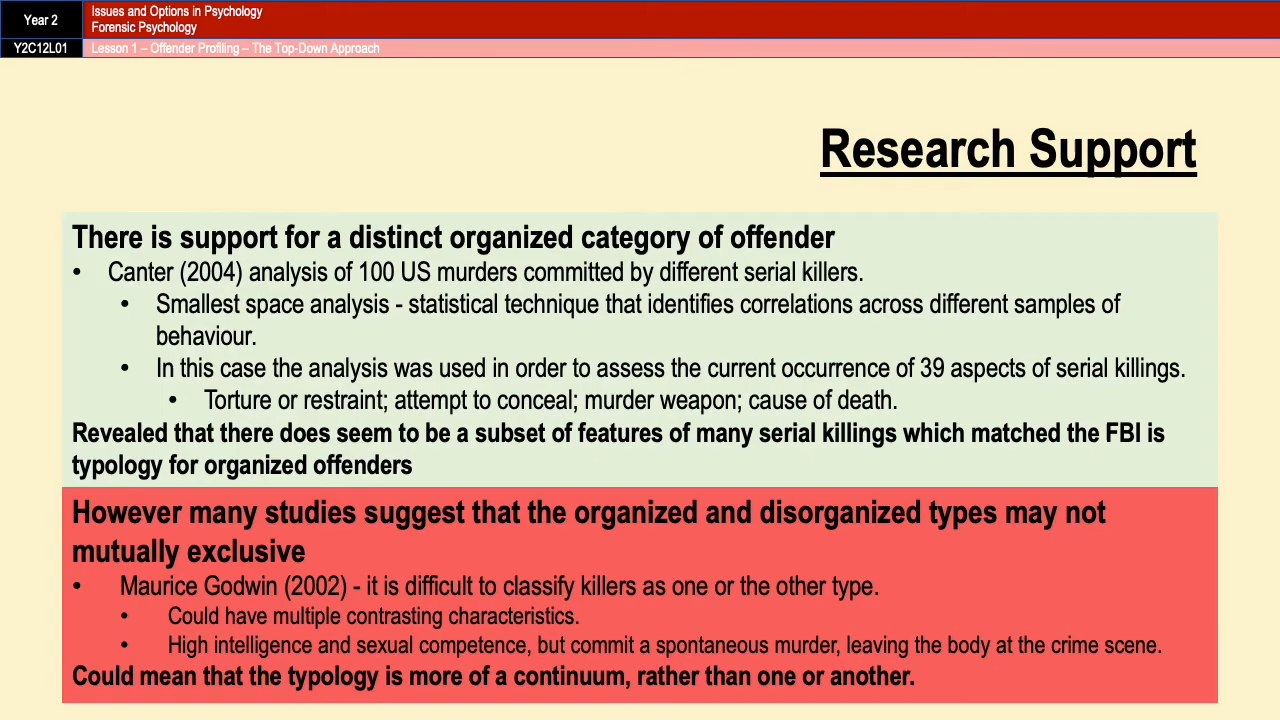 Year 2
Issues and Options in Psychology
Forensic Psychology
Y2C12L01
Lesson 1 – Offender Profiling – The Top-Down Approach
Research Support
There is support for a distinct organized category of offender
• Canter (2004) analysis of 100 US murders committed by different serial killers.
• Smallest space analysis - statistical technique that identifies correlations across different samples of
behaviour.
• In this case the analysis was used in order to assess the current occurrence of 39 aspects of serial killings.
• Torture or restraint; attempt to conceal; murder weapon; cause of death.
Revealed that there does seem to be a subset of features of many serial killings which matched the FBI is
typology for organized offenders
However many studies suggest that the organized and disorganized types may not
mutually exclusive
• Maurice Godwin (2002) - it is difficult to classify killers as one or the other type.
• Could have multiple contrasting characteristics.
• High intelligence and sexual competence, but commit a spontaneous murder, leaving the body at the crime scene.
Could mean that the typology is more of a continuum, rather than one or another.